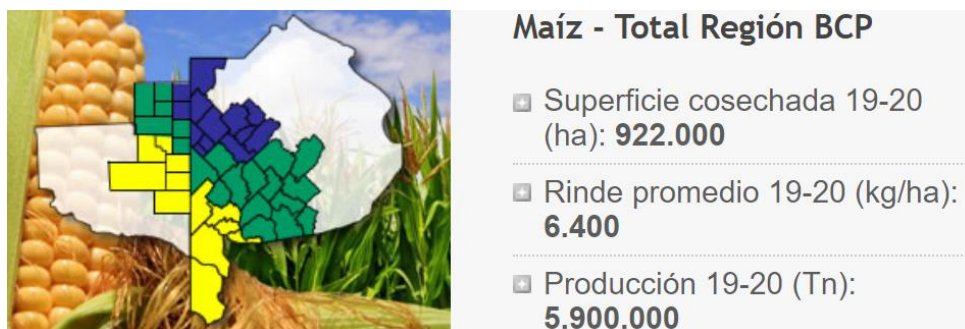 Maíz - Total Región BCP
Superficie cosechada 19-20
(ha): 922.000
Rinde promedio 19-20 (kg/ha):
6.400
Producción 19-20 (Tn):
5.900.000